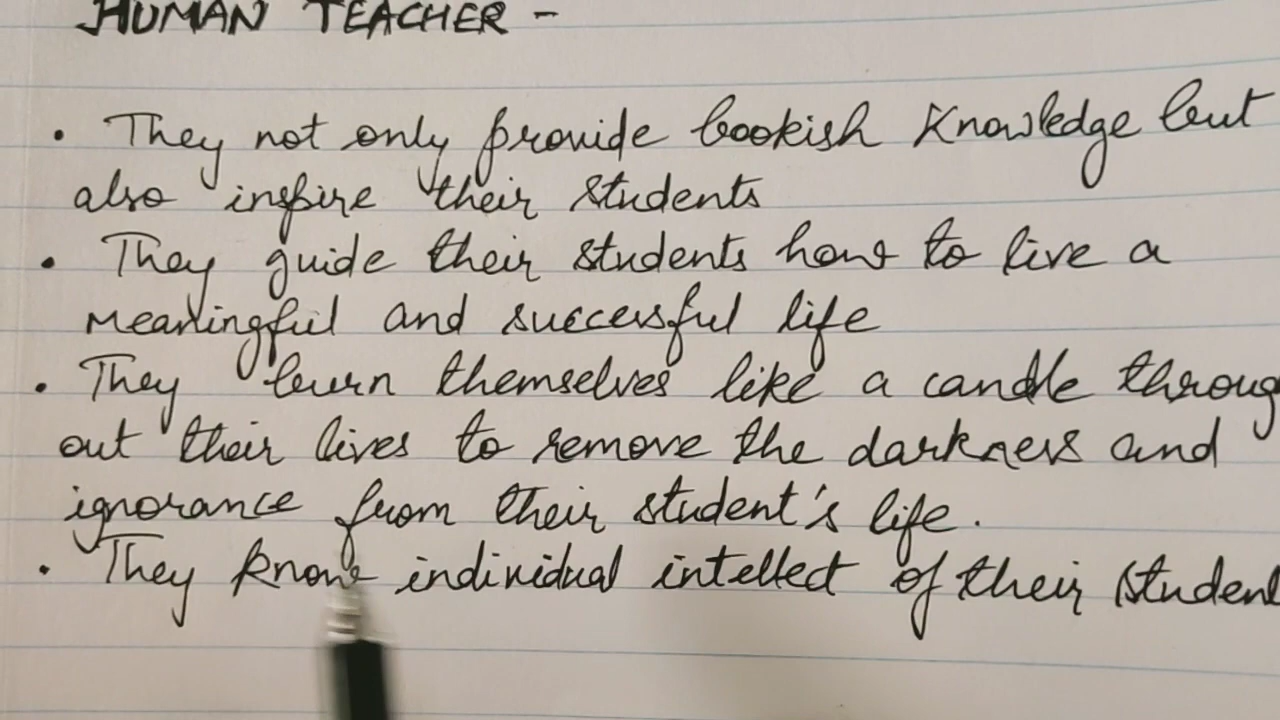 HUMAN TEACHER -
• They not only provide bookish Knowledge but
also inspire their students
• They guide their students how to live a
meaningful and successful life
• They burn themselves like a candle throug
out their lives to remove the darkness and
ignorance from their student's life.
• They know individual intellect of their student